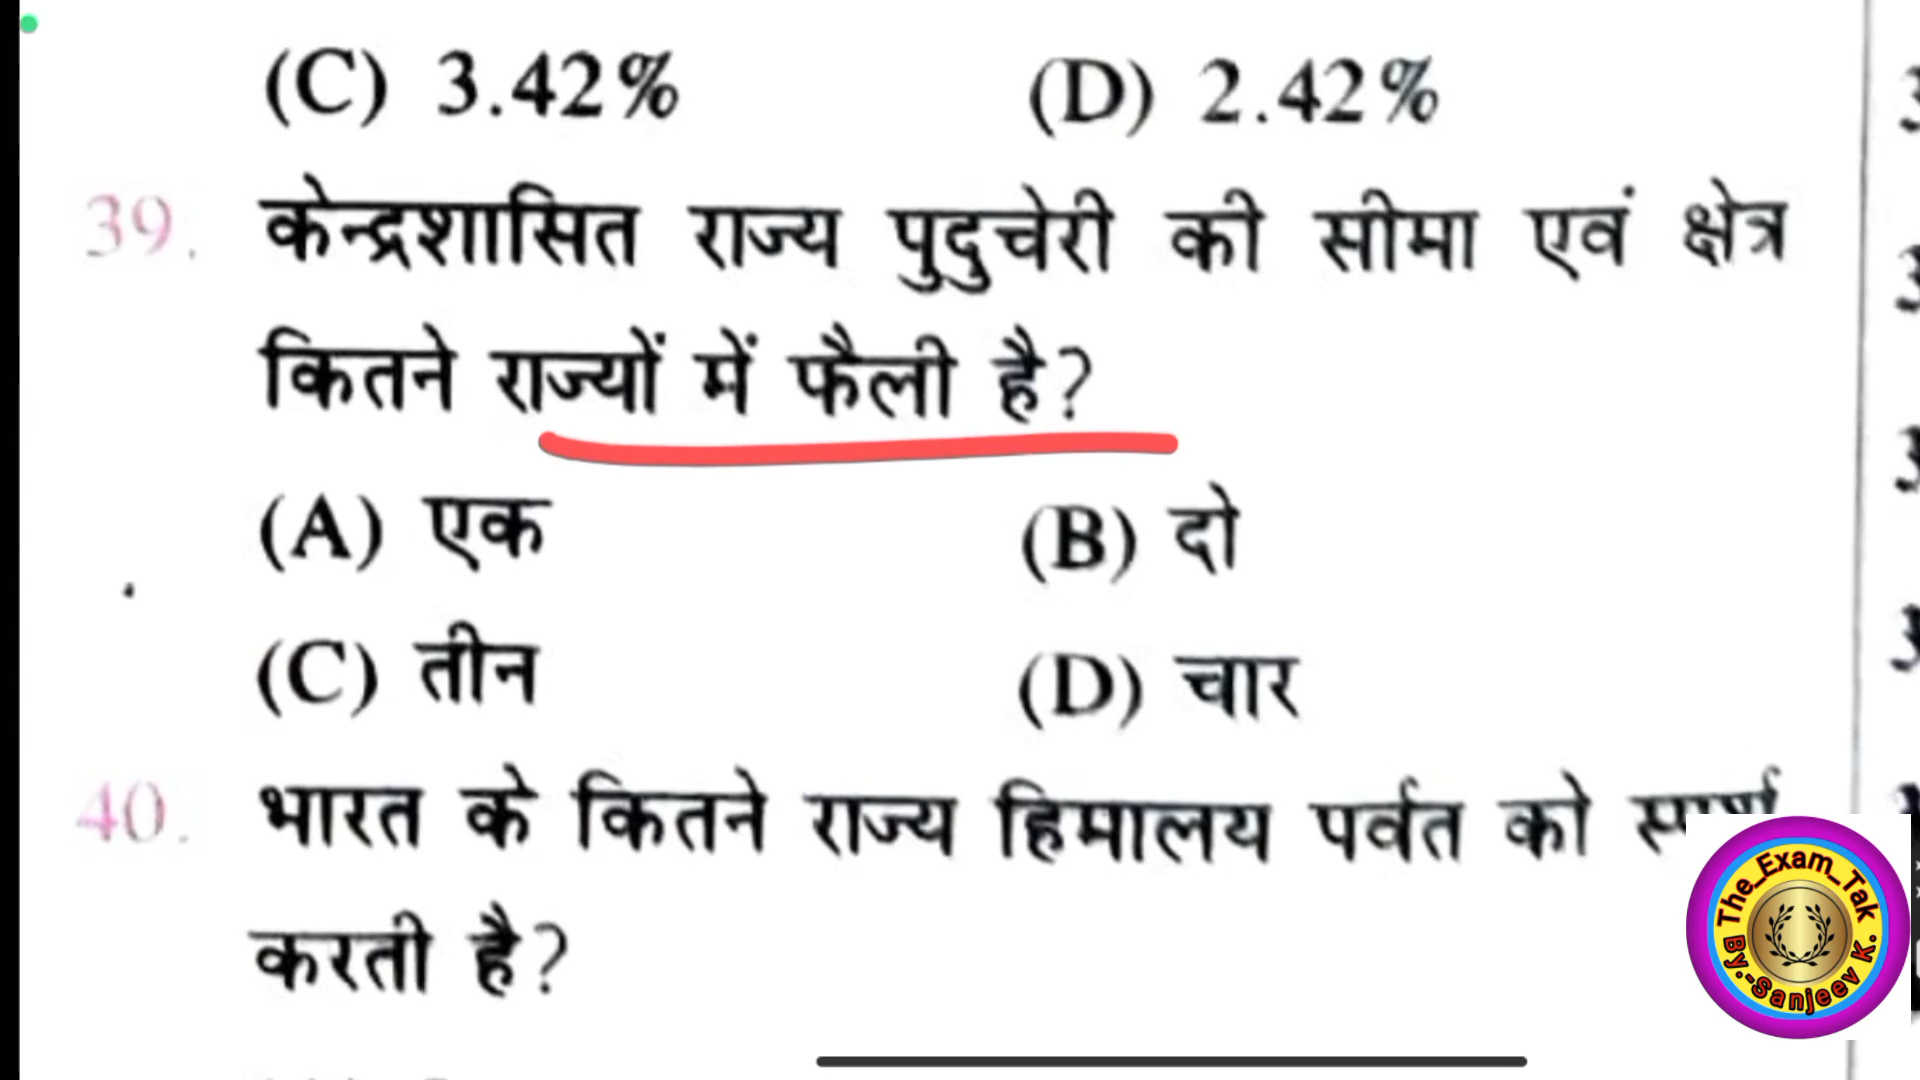 (C) 3.42% (D) 2.42%
39. केन्द्रशासित राज्य पुदुचेरी की सीमा एवं क्षेत्र
कितने राज्यों में फैली है?
(A) एक (B) दो
(C) तीन (D) चार
40. भारत के कितने राज्य हिमालय पर्वत को
करती है?
The_Exam_Tak
By.-Sanjeev K.